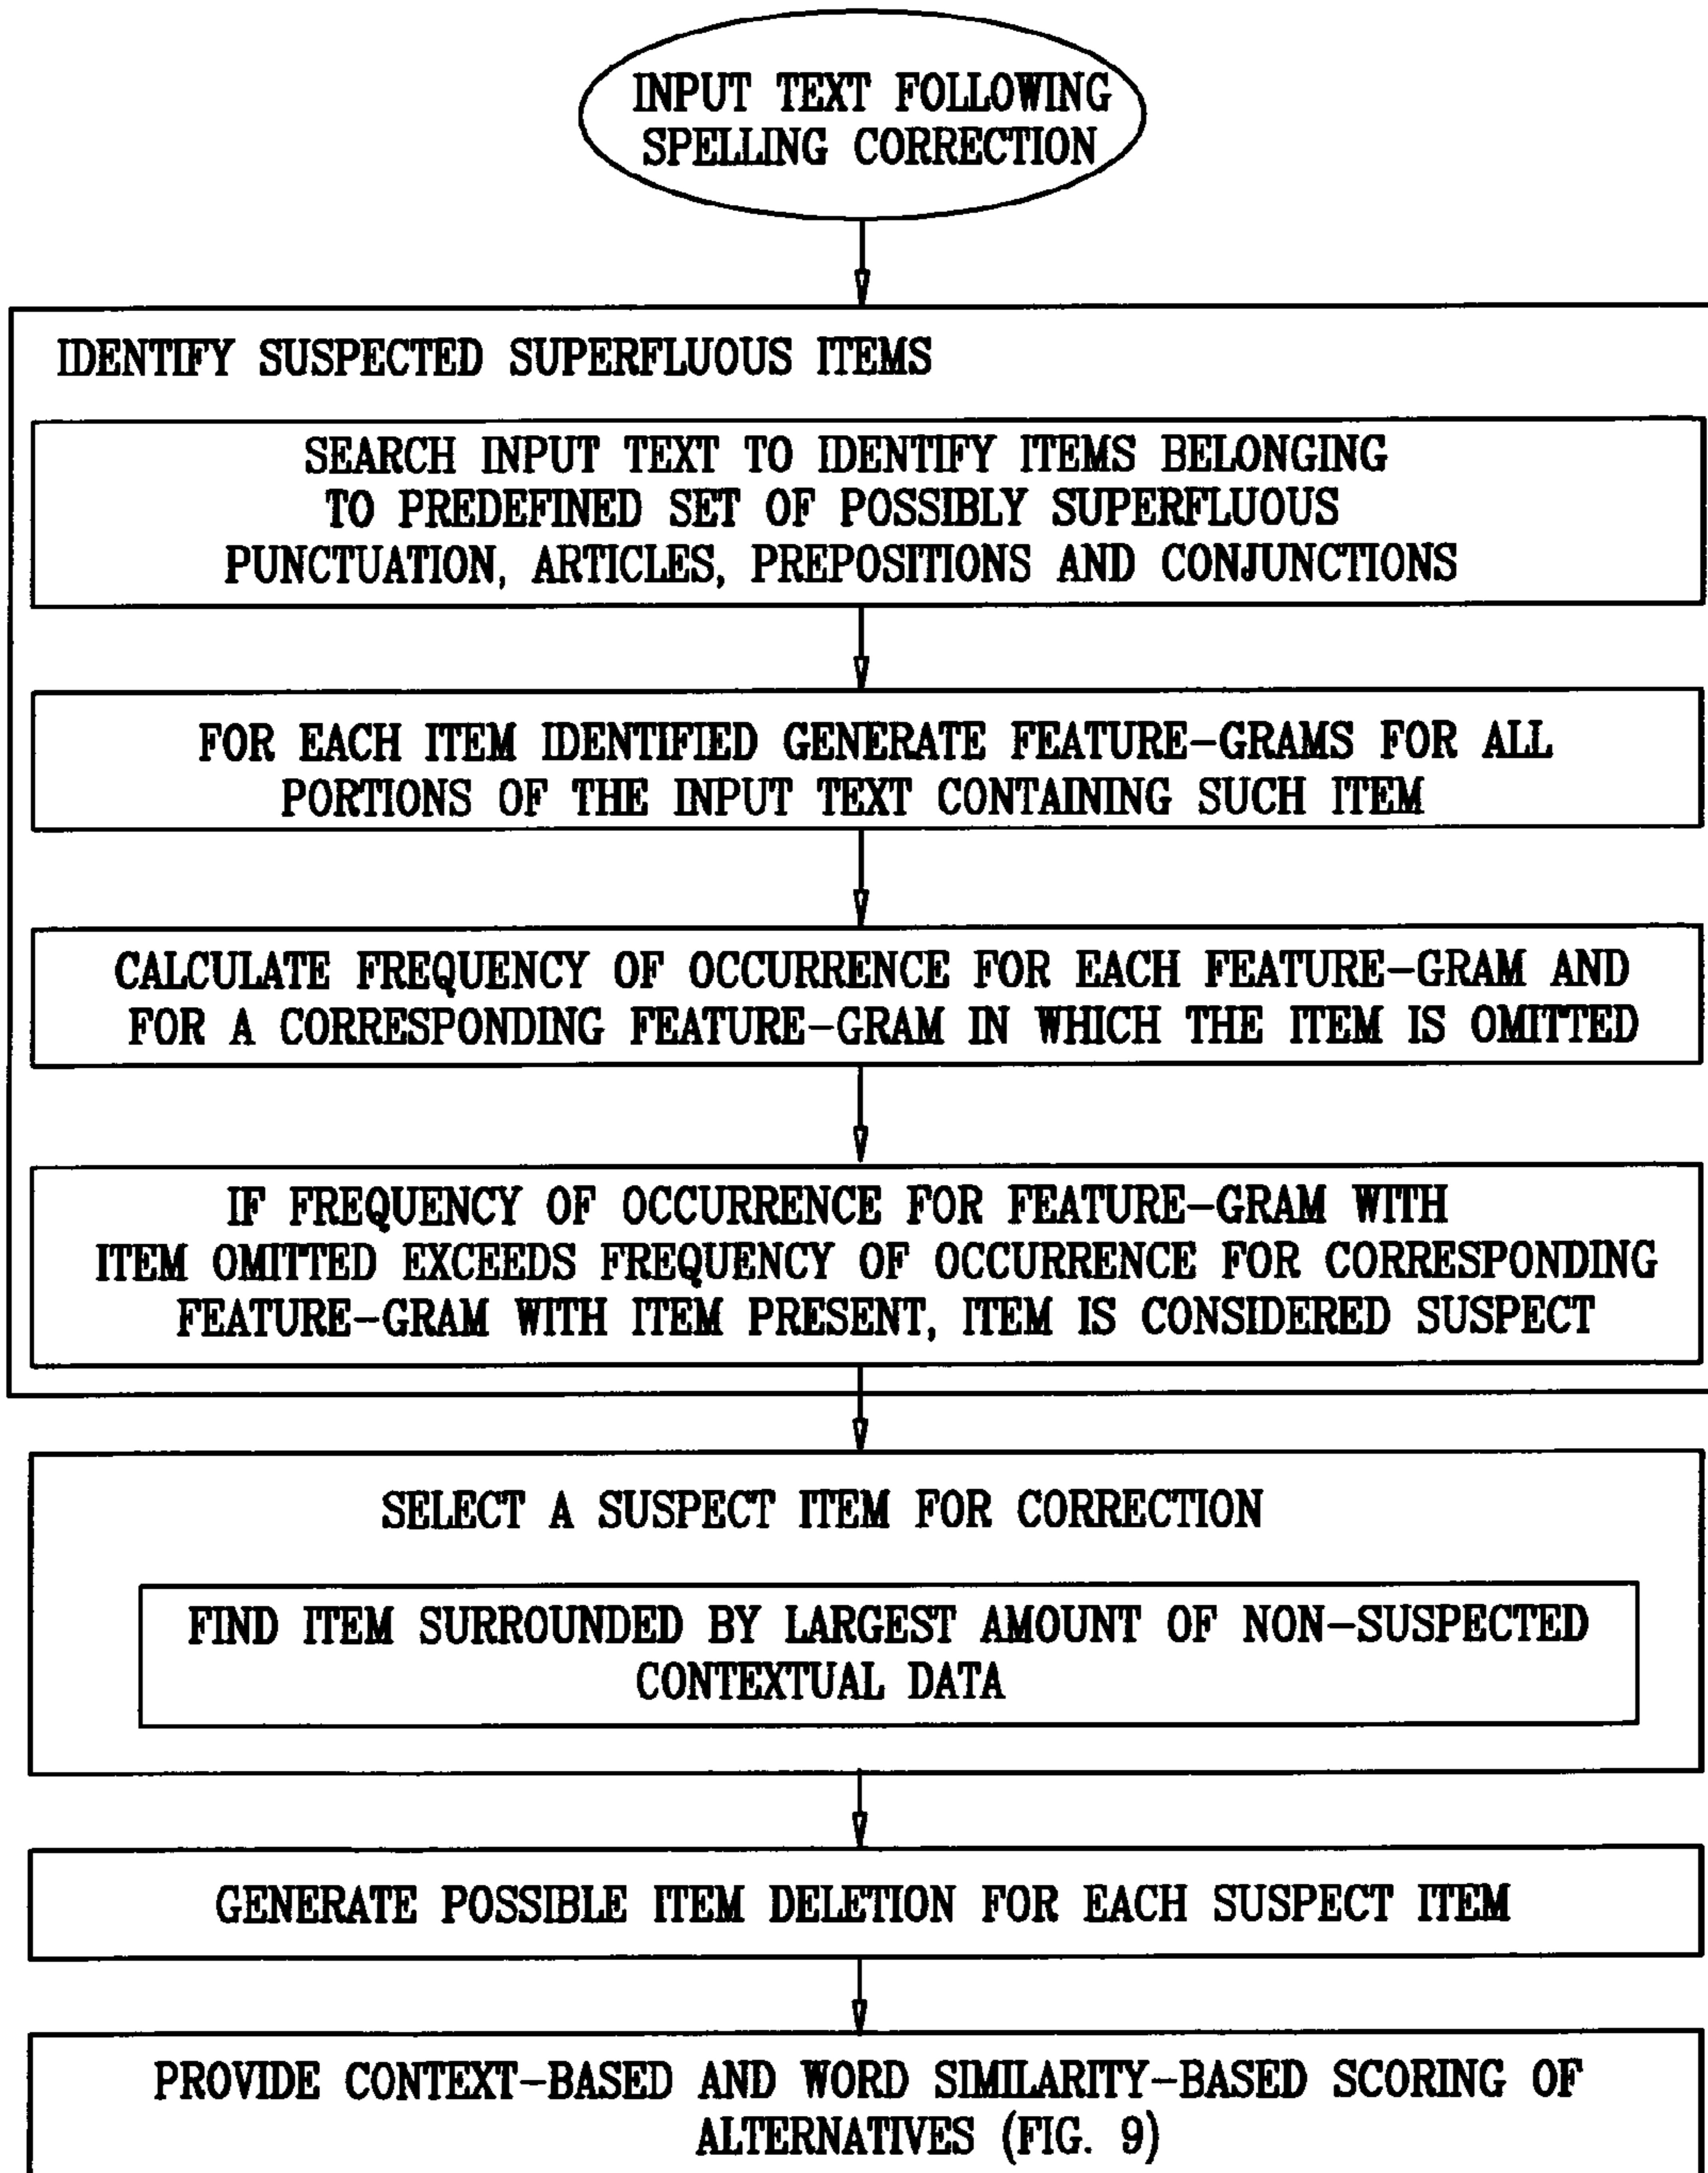 INPUT TEXT FOLLOWING
SPELLING CORRECTION
IDENTIFY SUSPECTED SUPERFLUOUS ITEMS
SEARCH INPUT TEXT TO IDENTIFY ITEMS BELONGING
TO PREDEFINED SET OF POSSIBLY SUPERFLUOUS
PUNCTUATION, ARTICLES, PREPOSITIONS AND CONJUNCTIONS
FOR EACH ITEM IDENTIFIED GENERATE FEATURE-GRAMS FOR ALL
PORTIONS OF THE INPUT TEXT CONTAINING SUCH ITEM
CALCULATE FREQUENCY OF OCCURRENCE FOR EACH FEATURE-GRAM AND
FOR A CORRESPONDING FEATURE-GRAM IN WHICH THE ITEM IS OMITTED
IF FREQUENCY OF OCCURRENCE FOR FEATURE-GRAM WITH
ITEM OMITTED EXCEEDS FREQUENCY OF OCCURRENCE FOR CORRESPONDING
FEATURE-GRAM WITH ITEM PRESENT, ITEM IS CONSIDERED SUSPECT
SELECT A SUSPECT ITEM FOR CORRECTION
FIND ITEM SURROUNDED BY LARGEST AMOUNT OF NON-SUSPECTED
CONTEXTUAL DATA
GENERATE POSSIBLE ITEM DELETION FOR EACH SUSPECT ITEM
PROVIDE CONTEXT-BASED AND WORD SIMILARITY-BASED SCORING OF
ALTERNATIVES (FIG. 9)